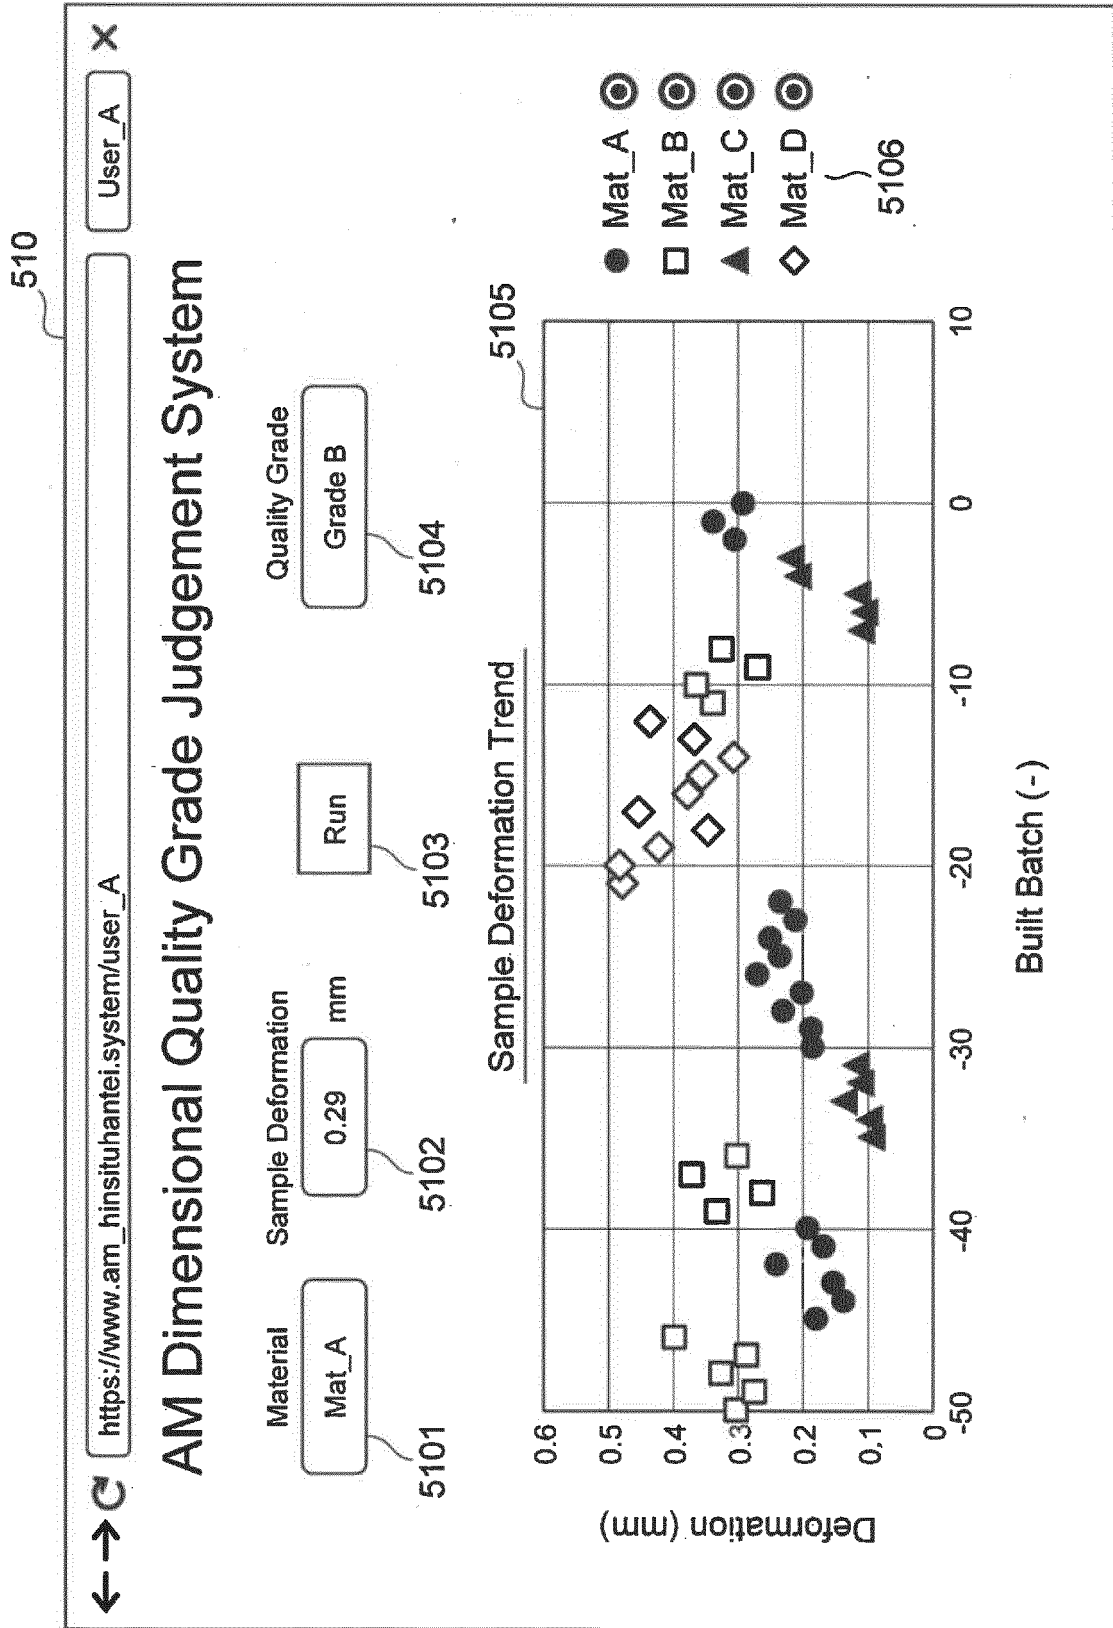 510
https://www.am_hinsituhantei.system/user_A
User_A
AM Dimensional Quality Grade Judgement System
Material
Sample Deformation
Quality Grade
Mat_A
0.29
mm
Run
Grade B
5101
5102
5103
5104
Sample Deformation Trend
5105
Deformation (mm)
0.6
0.5
0.4
0.3
0.2
0.1
0
-50
-40
-30
-20
-10
0
10
Built Batch (-)
Mat_A
Mat_B
Mat_C
Mat_D
5106